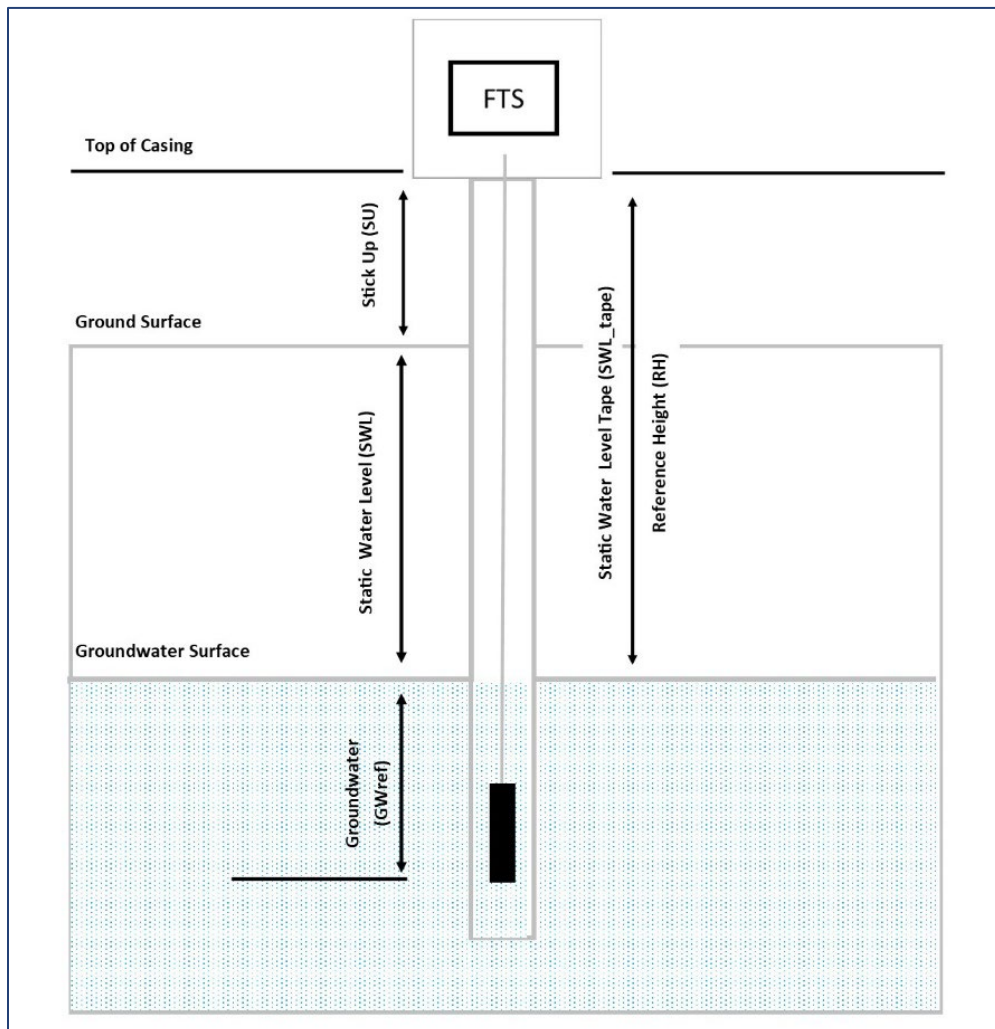 FTS
Top of Casing
Stick Up (SU)
Ground Surface
Static Water Level (SWL)
Static Water Level Tape (SWL_tape)
Reference Height (RH)
Groundwater Surface
Groundwater
(GWref)